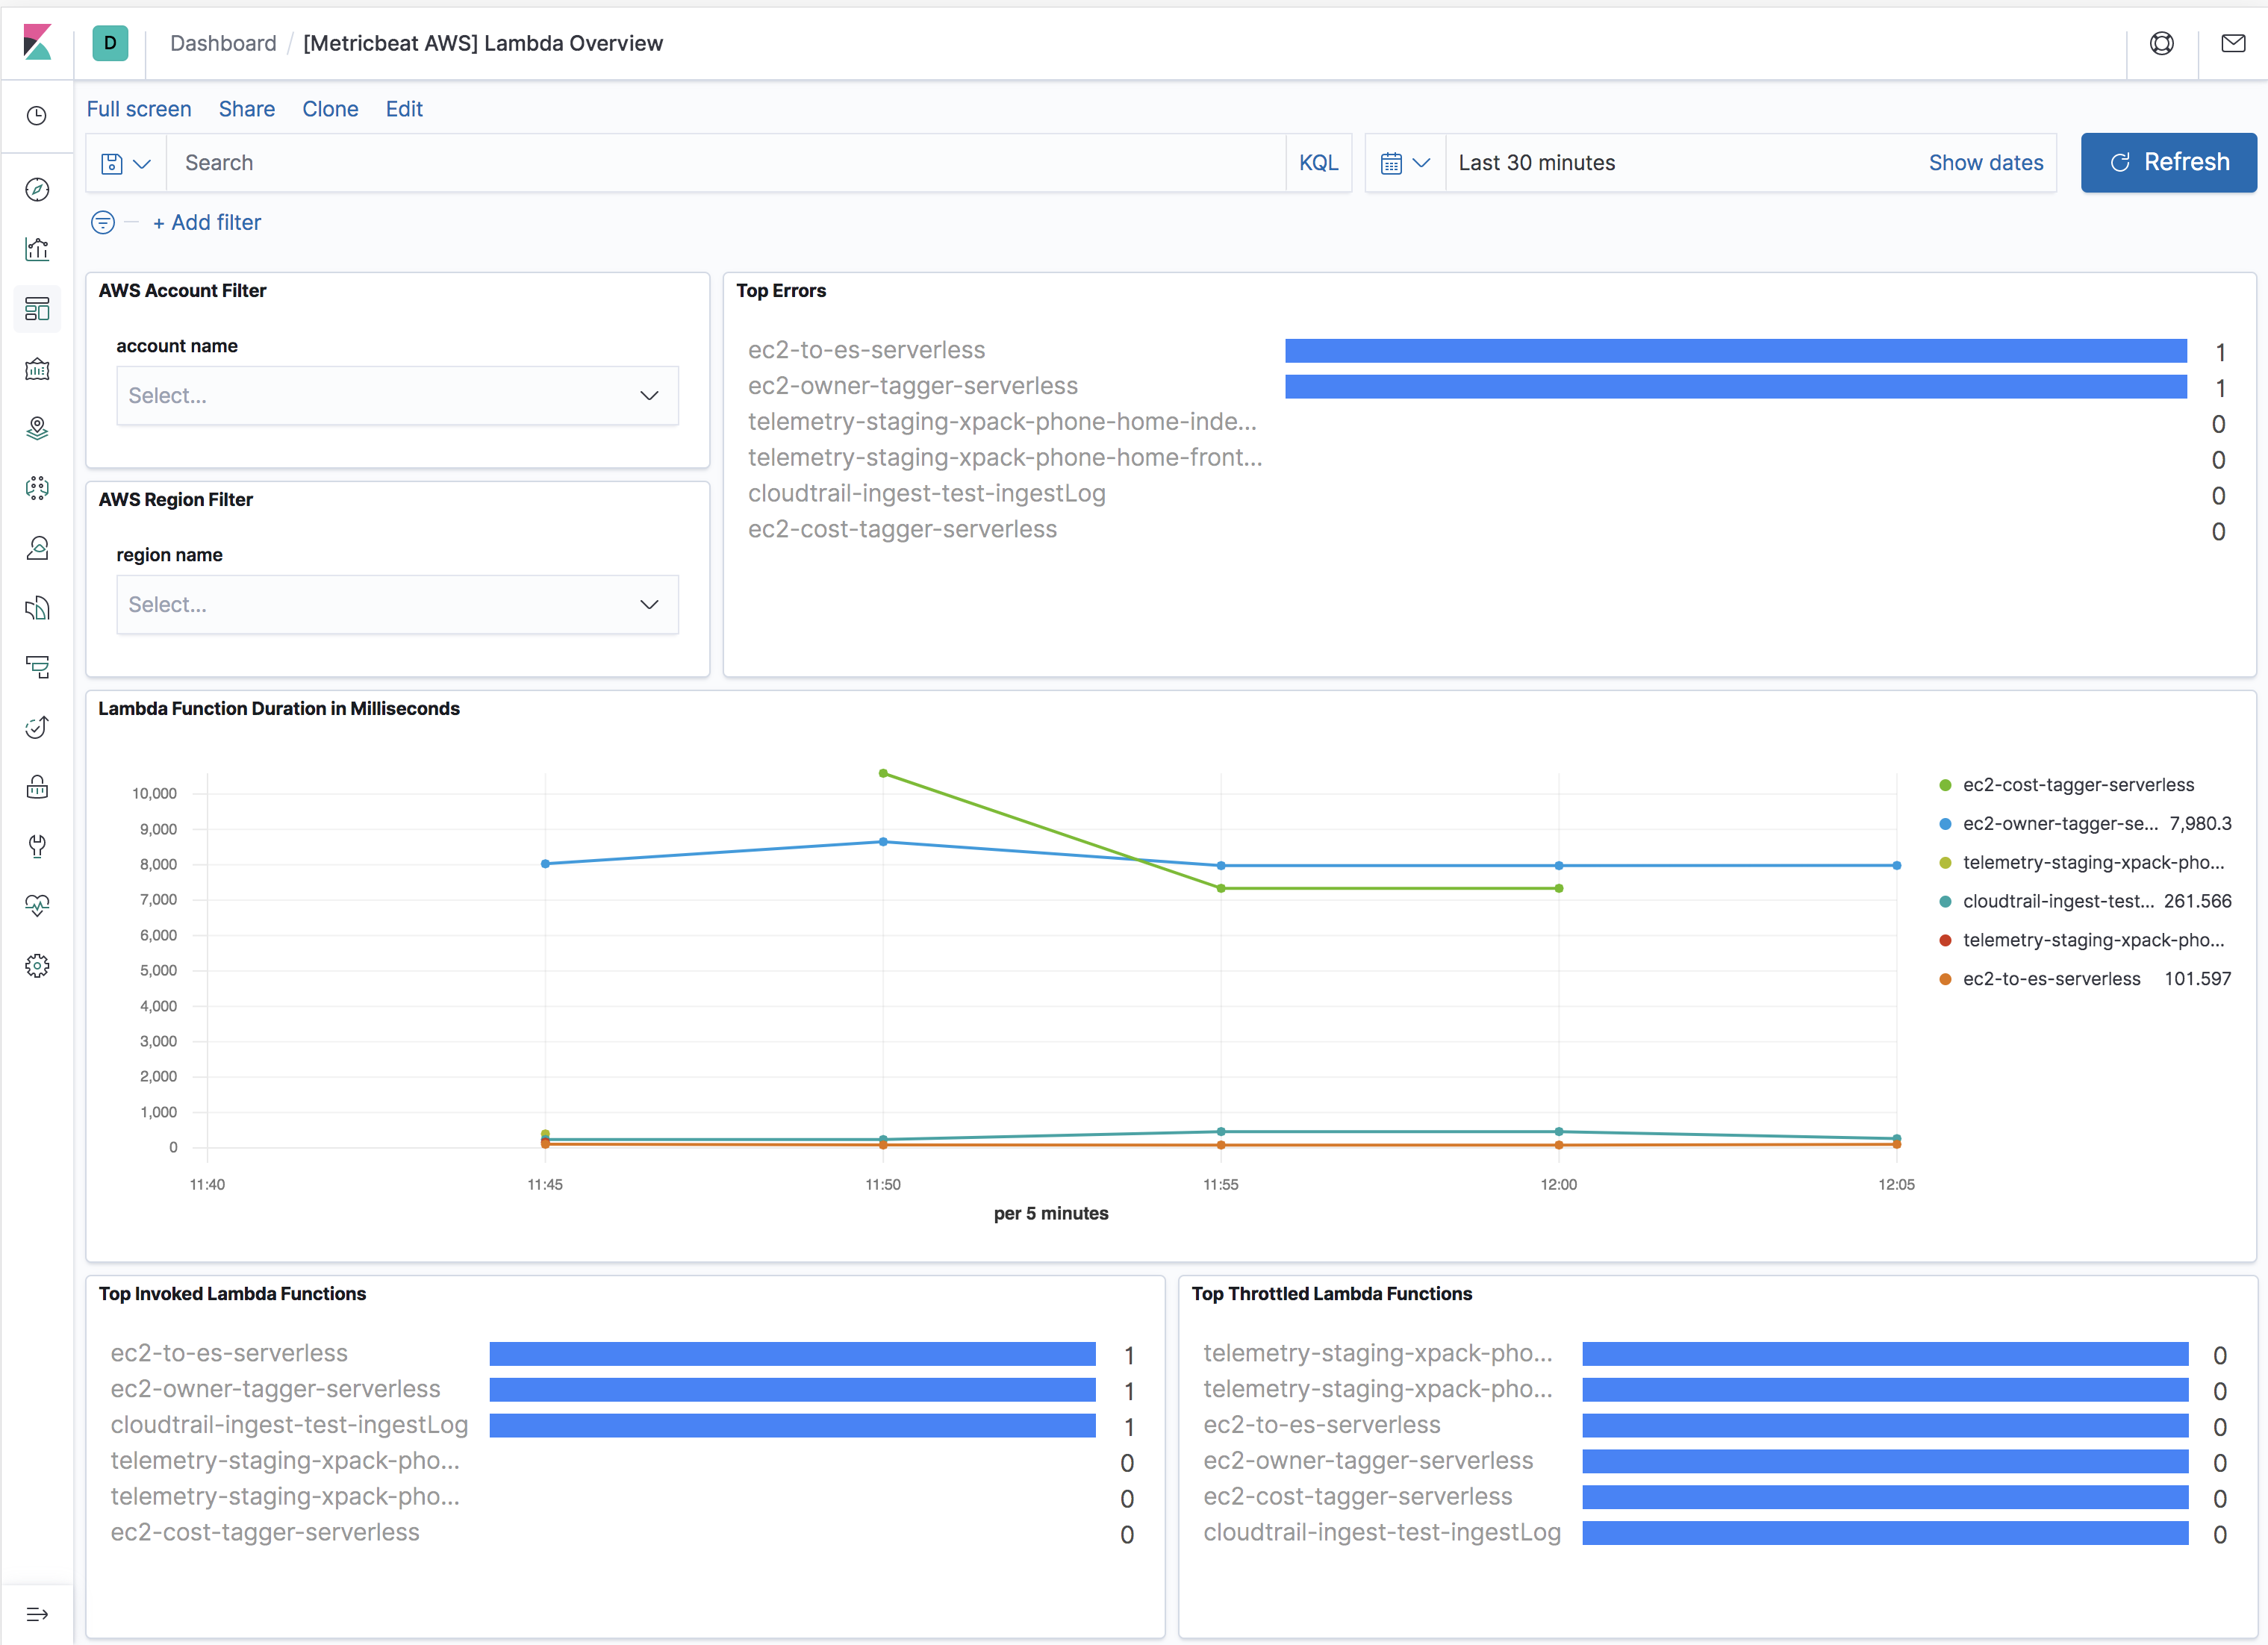 D Dashboard / [Metricbeat AWS] Lambda Overview
Full screen Share Clone Edit
Search KQL Last 30 minutes Show dates Refresh
+ Add filter
AWS Account Filter
account name
Select...
AWS Region Filter
region name
Select...
Top Errors
ec2-to-es-serverless 1
ec2-owner-tagger-serverless 1
telemetry-staging-xpack-phone-home-inde... 0
telemetry-staging-xpack-phone-home-front... 0
cloudtrail-ingest-test-ingestLog 0
ec2-cost-tagger-serverless 0
Lambda Function Duration in Milliseconds
10,000
9,000
8,000
7,000
6,000
5,000
4,000
3,000
2,000
1,000
0
11:40 11:45 11:50 11:55 12:00 12:05
per 5 minutes
ec2-cost-tagger-serverless
ec2-owner-tagger-se... 7,980.3
telemetry-staging-xpack-pho...
cloudtrail-ingest-test... 261.566
telemetry-staging-xpack-pho...
ec2-to-es-serverless 101.597
Top Invoked Lambda Functions
ec2-to-es-serverless 1
ec2-owner-tagger-serverless 1
cloudtrail-ingest-test-ingestLog 1
telemetry-staging-xpack-pho... 0
telemetry-staging-xpack-pho... 0
ec2-cost-tagger-serverless 0
Top Throttled Lambda Functions
telemetry-staging-xpack-pho... 0
telemetry-staging-xpack-pho... 0
ec2-to-es-serverless 0
ec2-owner-tagger-serverless 0
ec2-cost-tagger-serverless 0
cloudtrail-ingest-test-ingestLog 0